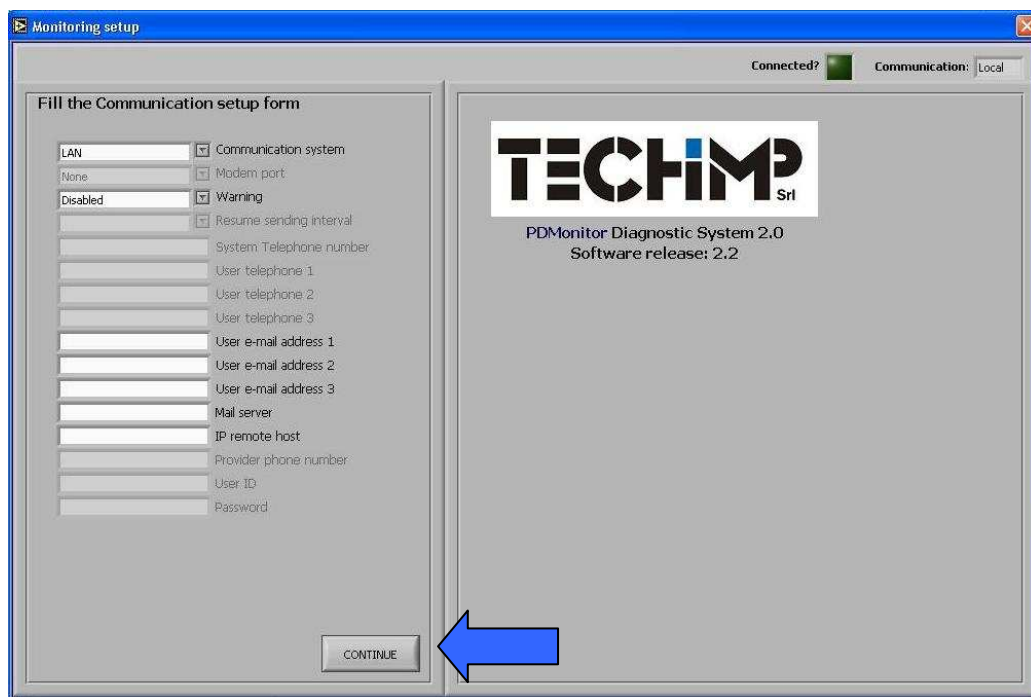 Monitoring setup
Connected?
Communication: Local
Fill the Communication setup form
LAN Communication system
None Modem port
Disabled Warning
Resume sending interval
System Telephone number
User telephone 1
User telephone 2
User telephone 3
User e-mail address 1
User e-mail address 2
User e-mail address 3
Mail server
IP remote host
Provider phone number
User ID
Password
CONTINUE
TECHiMP
Srl
PDMonitor Diagnostic System 2.0
Software release: 2.2